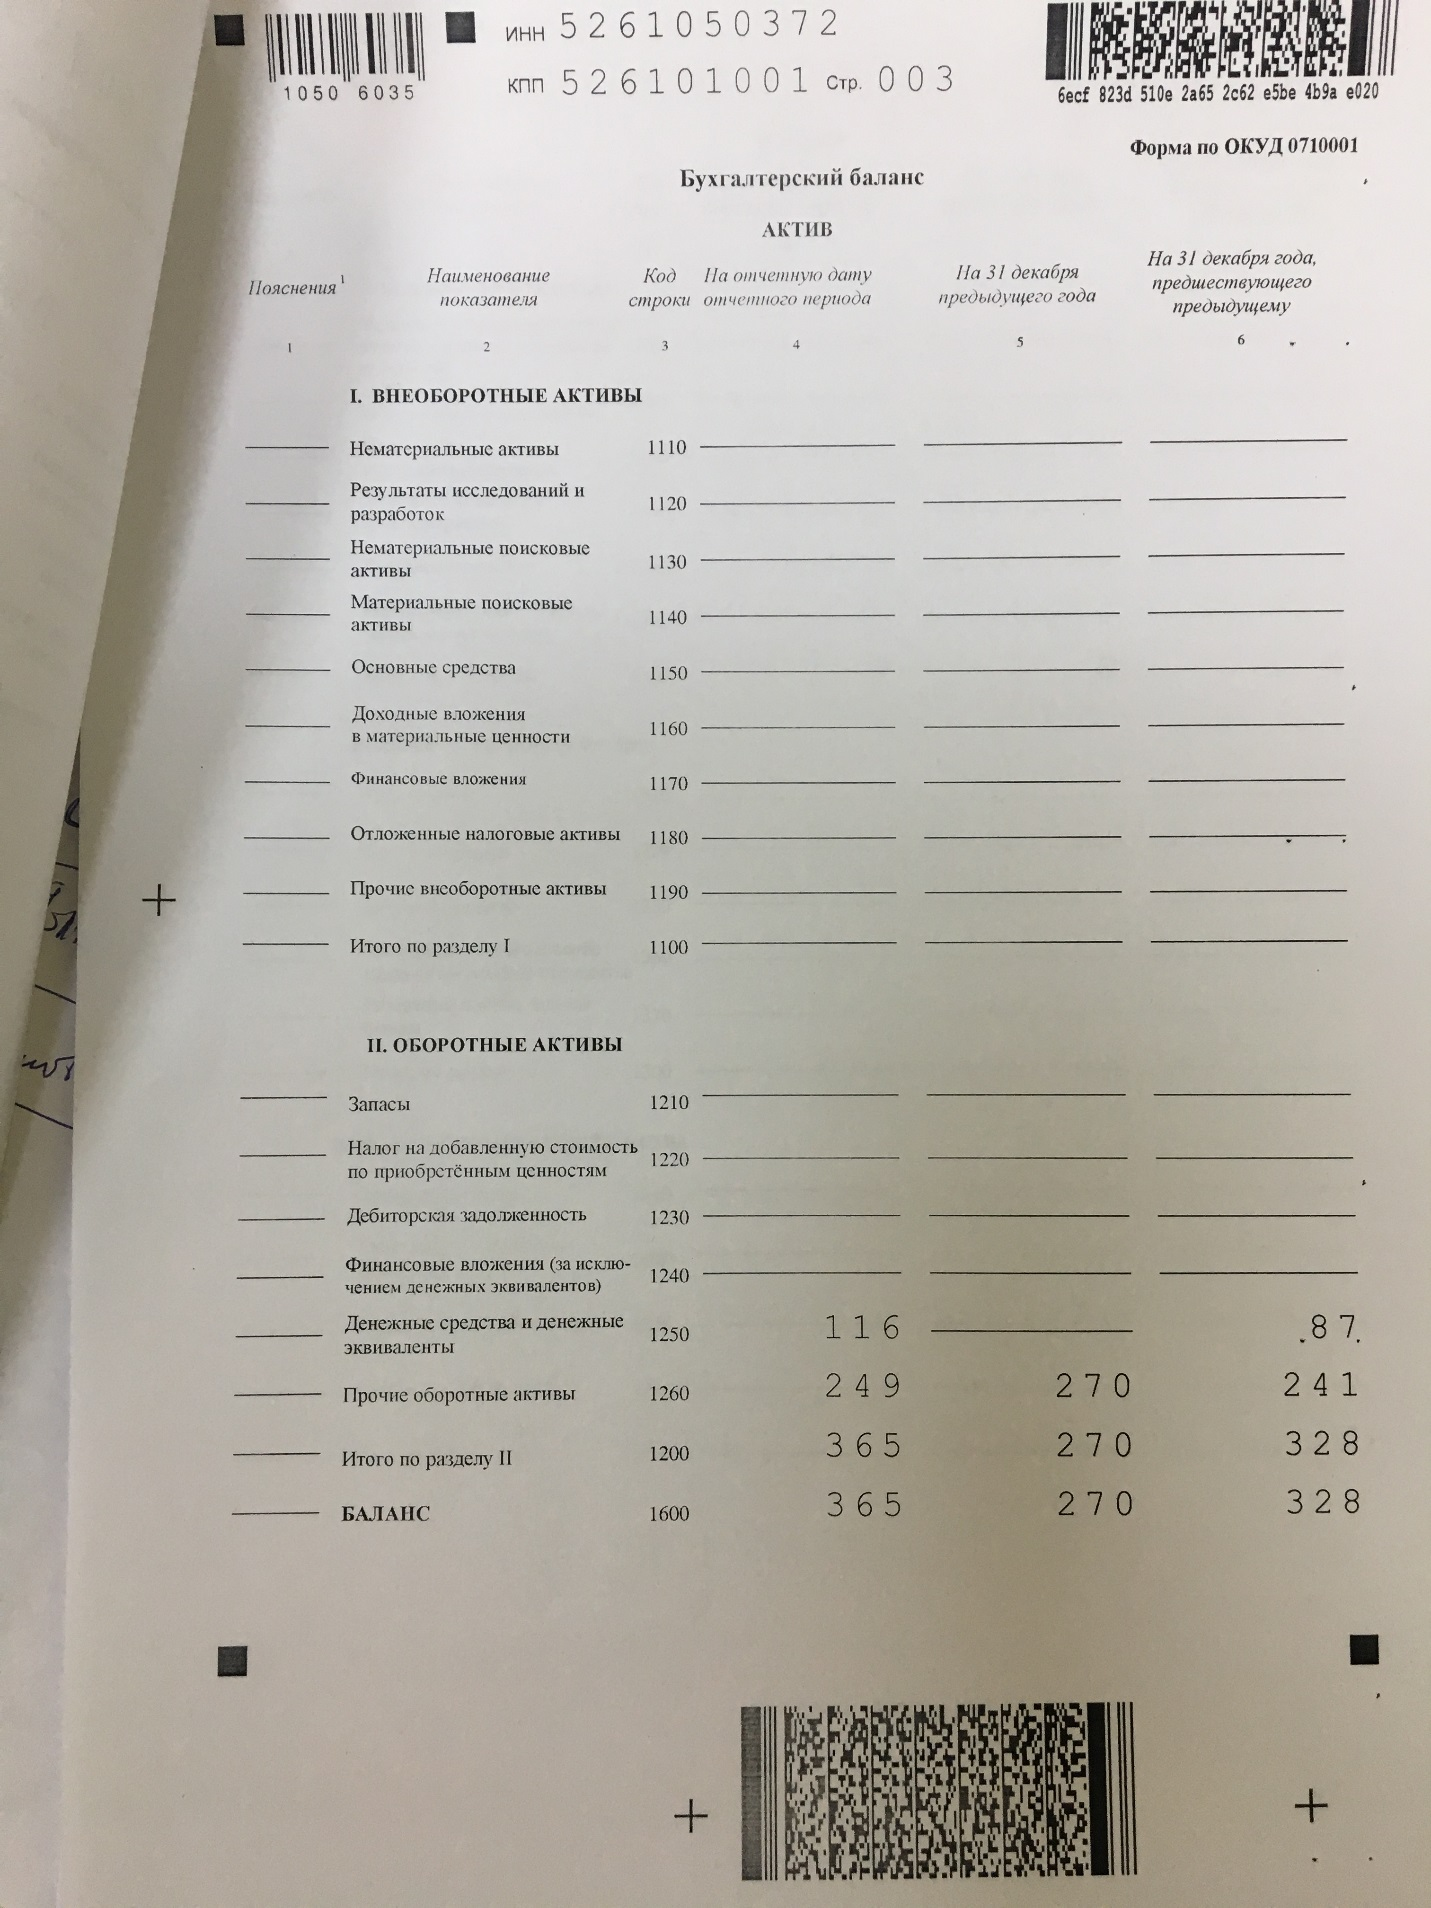 ИНН 5261050372
1050 6035
КПП 526101001 Стр. 003
6ecf 823d 510e 2a65 2c62 e5be 4b9a e020
Форма по ОКУД 0710001
Бухгалтерский баланс
АКТИВ
Пояснения 1
Наименование
показателя
Код
строки
На отчетную дату
отчетного периода
На 31 декабря
предыдущего года
На 31 декабря года,
предшествующего
предыдущему
1 2 3 4 5 6
I. ВНЕОБОРОТНЫЕ АКТИВЫ
Нематериальные активы 1110
Результаты исследований и
разработок 1120
Нематериальные поисковые
активы 1130
Материальные поисковые
активы 1140
Основные средства 1150
Доходные вложения
в материальные ценности 1160
Финансовые вложения 1170
Отложенные налоговые активы 1180
Прочие внеоборотные активы 1190
Итого по разделу I 1100
II. ОБОРОТНЫЕ АКТИВЫ
Запасы 1210
Налог на добавленную стоимость
по приобретённым ценностям 1220
Дебиторская задолженность 1230
Финансовые вложения (за исклю-
чением денежных эквивалентов) 1240
Денежные средства и денежные
эквиваленты 1250 116 87
Прочие оборотные активы 1260 249 270 241
Итого по разделу II 1200 365 270 328
БАЛАНС 1600 365 270 328